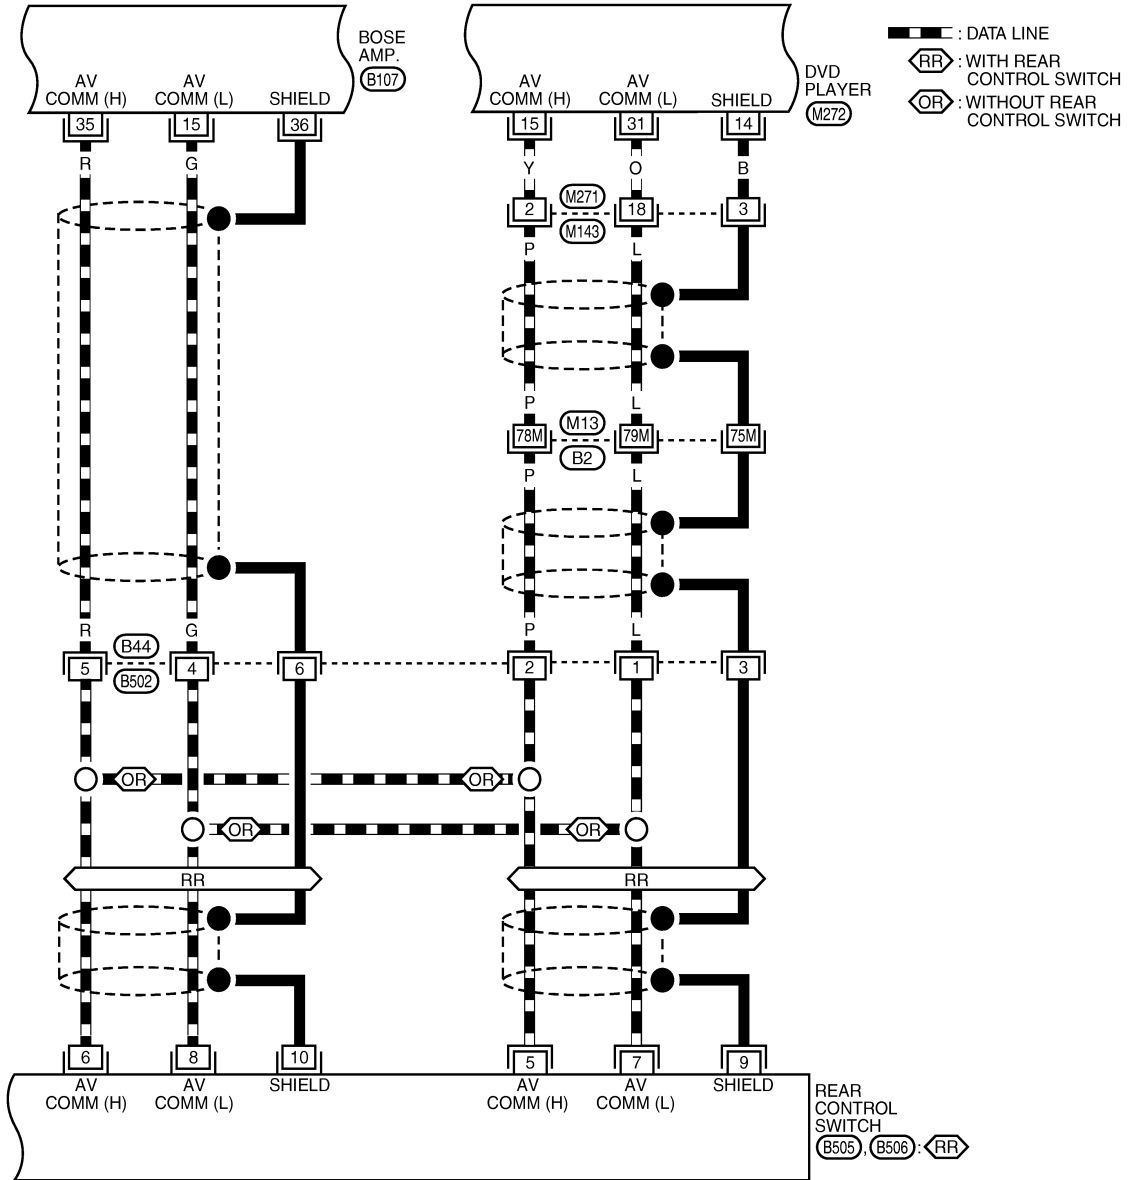 BOSE
AMP.
B107
AV
COMM (H)
AV
COMM (L)
SHIELD
35
15
36
DVD
PLAYER
M272
AV
COMM (H)
AV
COMM (L)
SHIELD
15
31
14
: DATA LINE
RR : WITH REAR
CONTROL SWITCH
OR : WITHOUT REAR
CONTROL SWITCH
R
G
Y
O
B
2
M271
M143
18
3
P
L
P
L
78M
M13
B2
79M
75M
P
L
R
G
P
L
5
B44
B502
4
6
2
1
3
OR
OR
OR
OR
RR
RR
6
8
10
5
7
9
AV
COMM (H)
AV
COMM (L)
SHIELD
AV
COMM (H)
AV
COMM (L)
SHIELD
REAR
CONTROL
SWITCH
B505 , B506 : RR